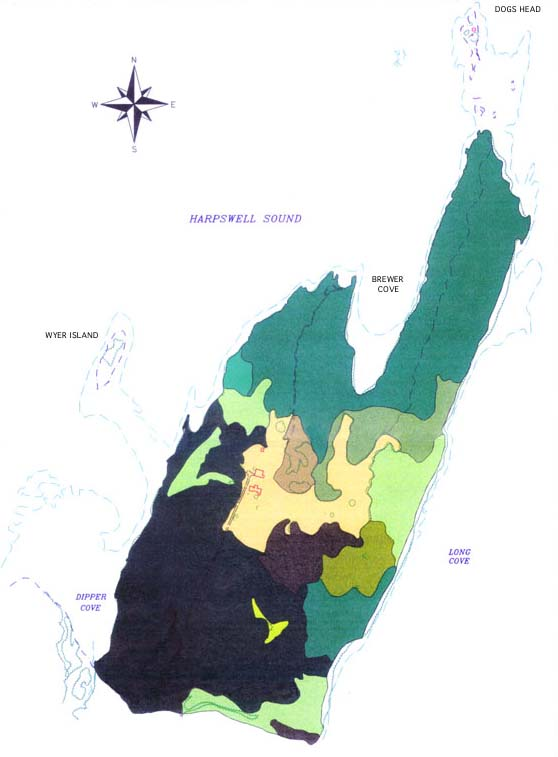 DOGS HEAD
N
W E
S
HARPSWELL SOUND
BREWER
COVE
WYER ISLAND
LONG
COVE
DIPPER
COVE